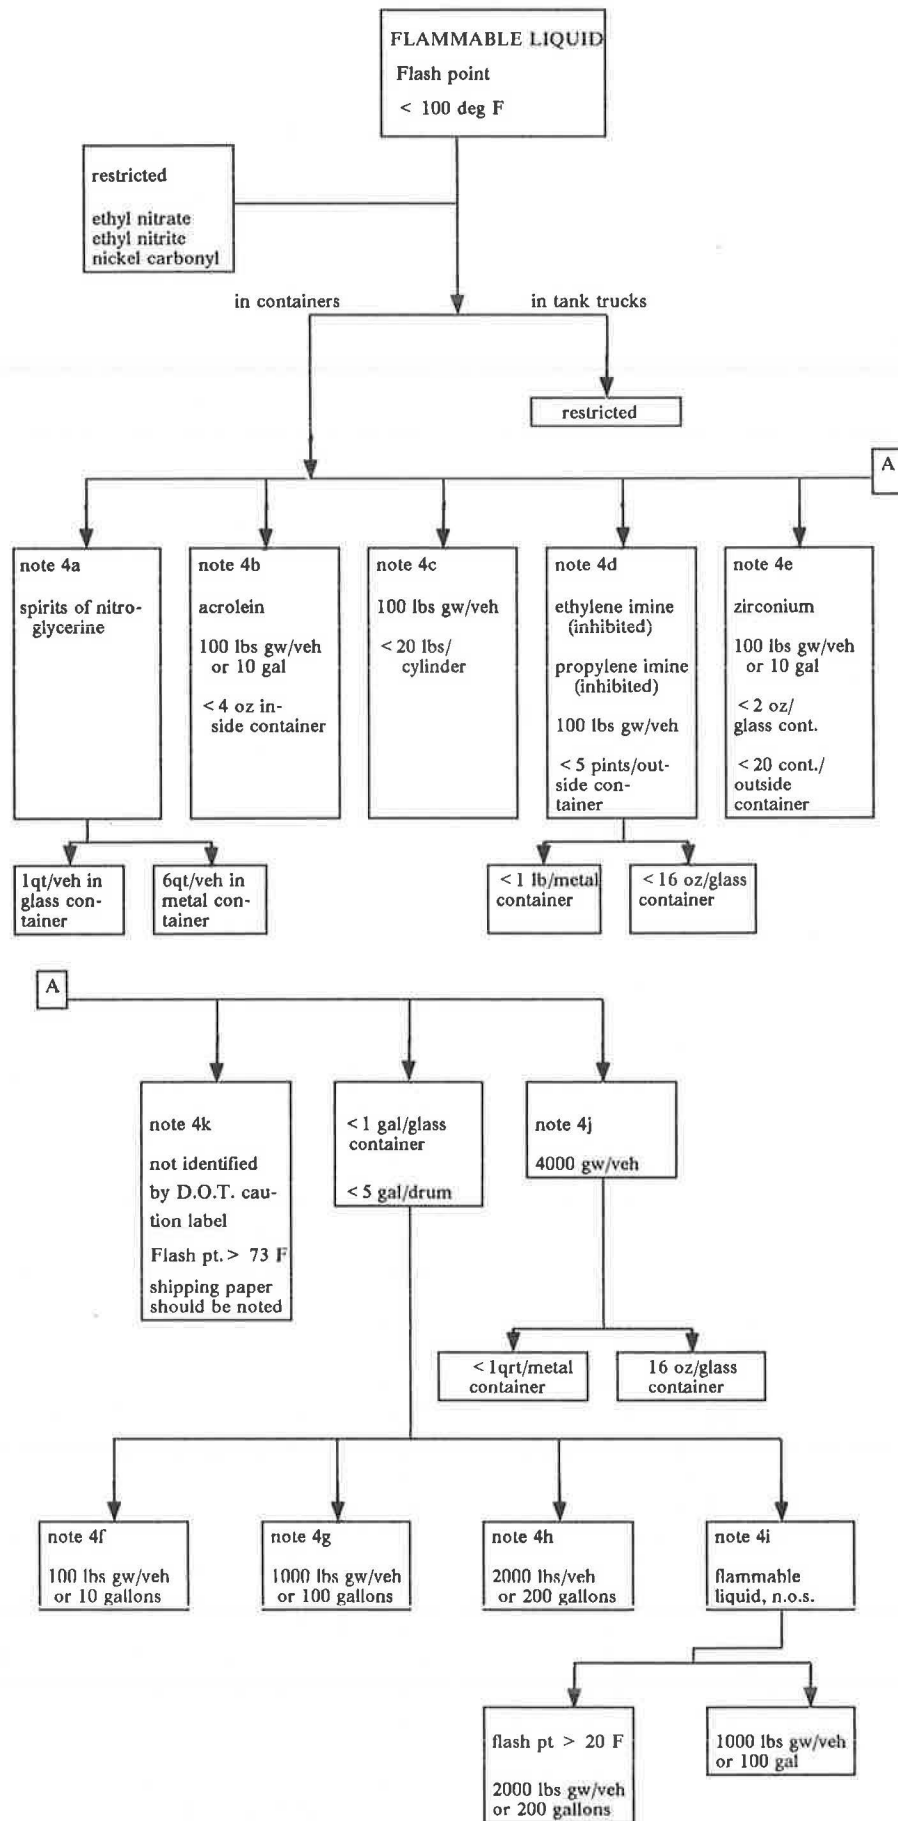 FLAMMABLE LIQUID
Flash point
< 100 deg F
restricted
ethyl nitrate
ethyl nitrite
nickel carbonyl
in containers
in tank trucks
restricted
A
note 4a
spirits of nitro-
glycerine
note 4b
acrolein
100 lbs gw/veh
or 10 gal
< 4 oz in-
side container
note 4c
100 lbs gw/veh
< 20 lbs/
cylinder
note 4d
ethylene imine
(inhibited)
propylene imine
(inhibited)
100 lbs gw/veh
< 5 pints/out-
side con-
tainer
note 4e
zirconium
100 lbs gw/veh
or 10 gal
< 2 oz/
glass cont.
< 20 cont./
outside
container
1qt/veh in
glass con-
tainer
6qt/veh in
metal con-
tainer
< 1 lb/metal
container
< 16 oz/glass
container
A
note 4k
not identified
by D.O.T. cau-
tion label
Flash pt. > 73 F
shipping paper
should be noted
< 1 gal/glass
container
< 5 gal/drum
note 4j
4000 gw/veh
< 1qrt/metal
container
16 oz/glass
container
note 4f
100 lbs gw/veh
or 10 gallons
note 4g
1000 lbs gw/veh
or 100 gallons
note 4h
2000 lbs/veh
or 200 gallons
note 4i
flammable
liquid, n.o.s.
flash pt > 20 F
2000 lbs gw/veh
or 200 gallons
1000 lbs gw/veh
or 100 gal